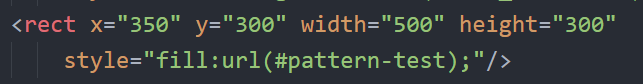 <rect x="350" y="300" width="500" height="300"
style="fill:url(#pattern-test);"/>